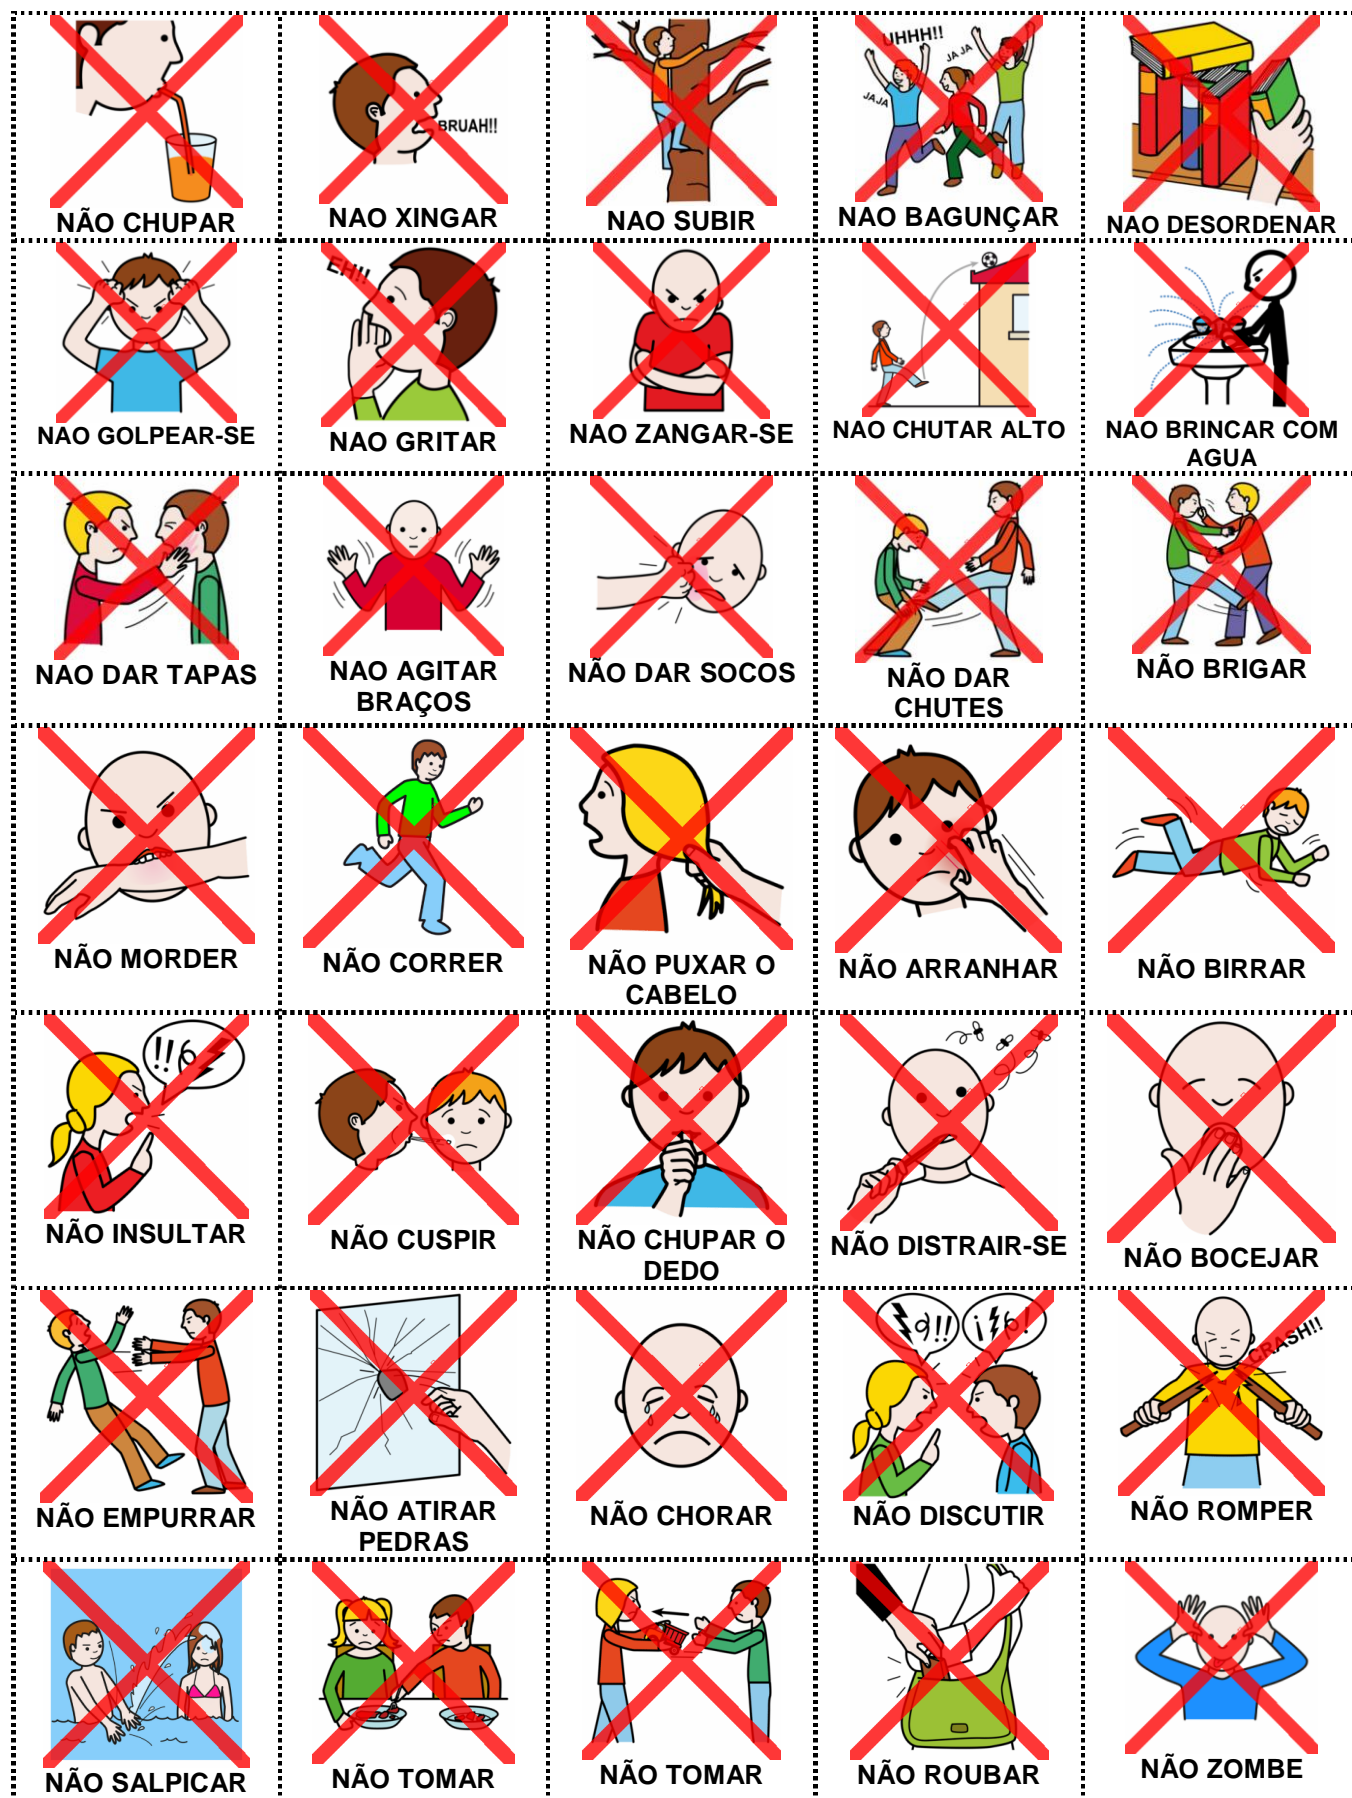 NÃO CHUPAR
BRUAH!!
NAO XINGAR
NAO SUBIR
UHHH!!
JA JA
JAJA
NAO BAGUNÇAR
NAO DESORDENAR
NAO GOLPEAR-SE
EH!!
NAO GRITAR
NAO ZANGAR-SE
NAO CHUTAR ALTO
NAO BRINCAR COM
AGUA
NAO DAR TAPAS
NAO AGITAR
BRAÇOS
NÃO DAR SOCOS
NÃO DAR
CHUTES
NÃO BRIGAR
NÃO MORDER
NÃO CORRER
NÃO PUXAR O
CABELO
NÃO ARRANHAR
NÃO BIRRAR
!!6
NÃO INSULTAR
NÃO CUSPIR
NÃO CHUPAR O
DEDO
NÃO DISTRAIR-SE
NÃO BOCEJAR
NÃO EMPURRAR
NÃO ATIRAR
PEDRAS
NÃO CHORAR
NÃO DISCUTIR
CRASH!!
NÃO ROMPER
NÃO SALPICAR
NÃO TOMAR
NÃO TOMAR
NÃO ROUBAR
NÃO ZOMBE